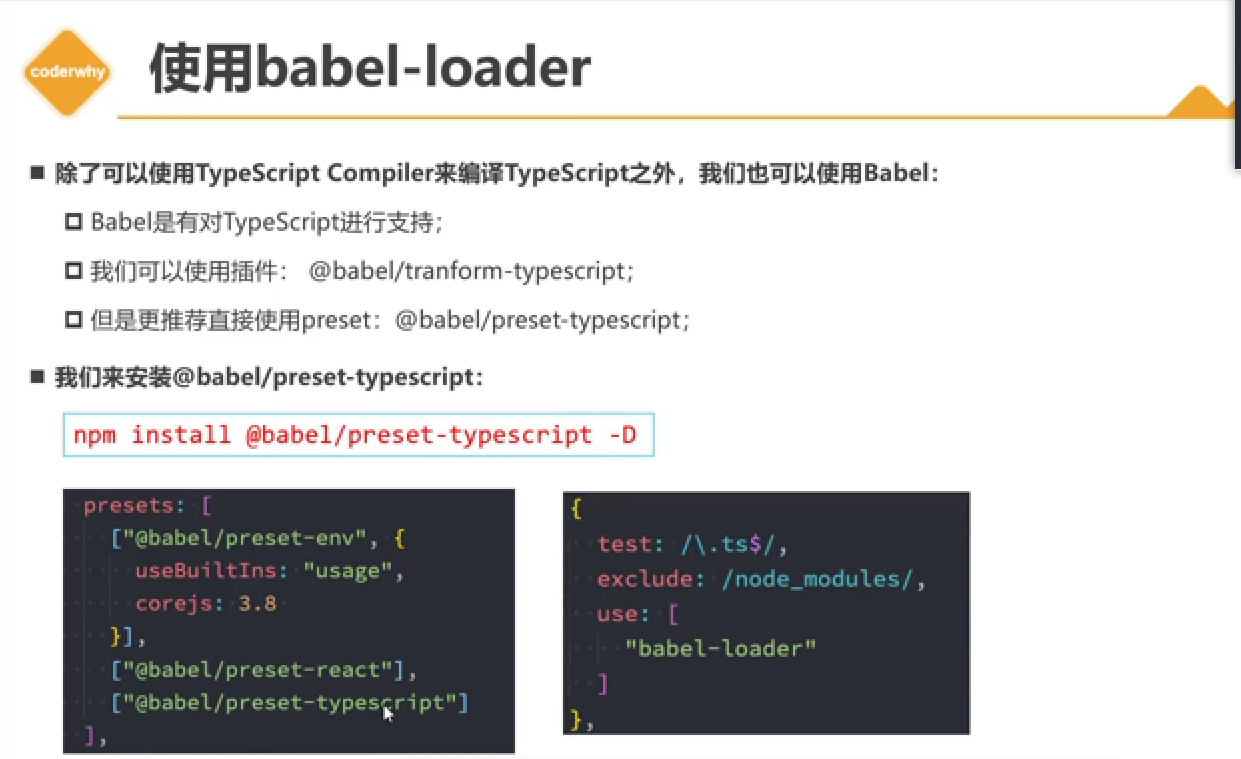 coderwhy
使用babel-loader
除了可以使用TypeScript Compiler来编译TypeScript之外，我们也可以使用Babel：
Babel是有对TypeScript进行支持；
我们可以使用插件： @babel/tranform-typescript；
但是更推荐直接使用preset：@babel/preset-typescript；
我们来安装@babel/preset-typescript：
npm install @babel/preset-typescript -D
presets: [
["@babel/preset-env", {
useBuiltIns: "usage",
corejs: 3.8
}],
["@babel/preset-react"],
["@babel/preset-typescript"]
],
{
test: /\.ts$/,
exclude: /node_modules/,
use: [
"babel-loader"
]
},